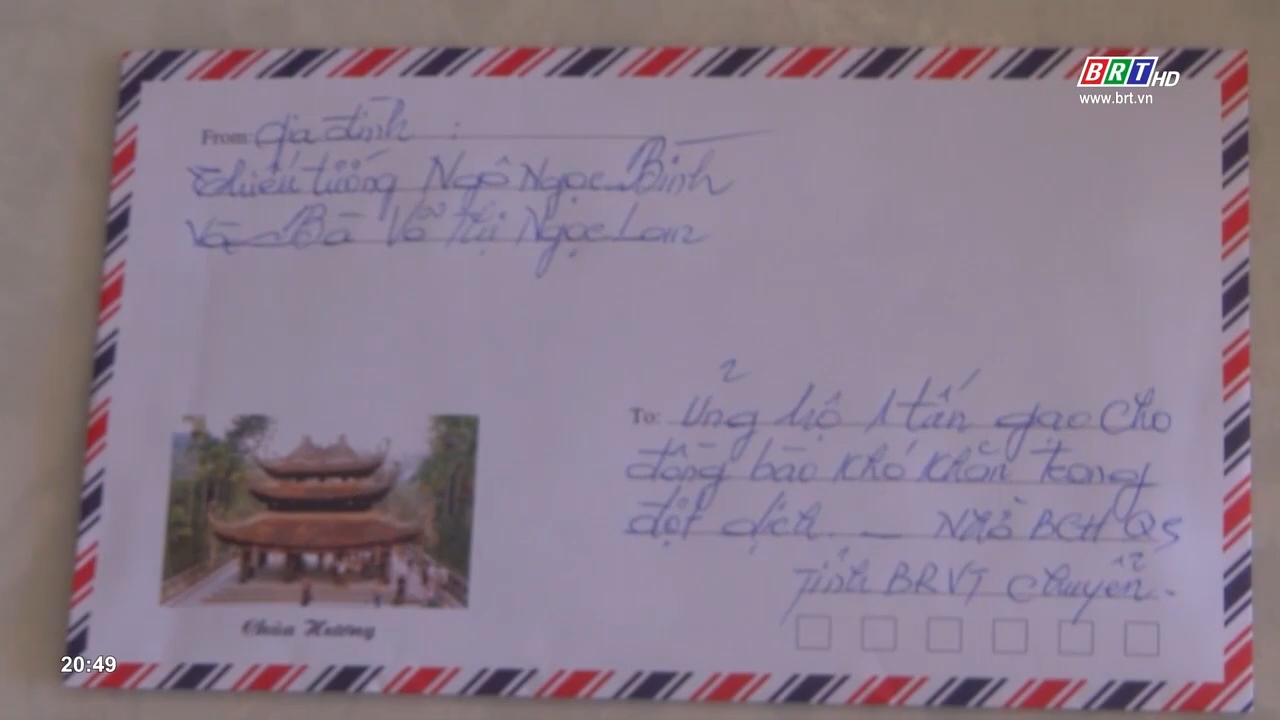 BRT HD
www.brt.vn
From: Gia đình :
Thiếu tướng Ngô Ngọc Bình
Và Bà Võ Thị Ngọc Lan
To: Ủng hộ 1 tấn gạo cho
đồng bào khó khăn trong
đợt dịch. _ Nhờ BCH QS
Tỉnh BRVT chuyển.
Chùa Hương
20:49